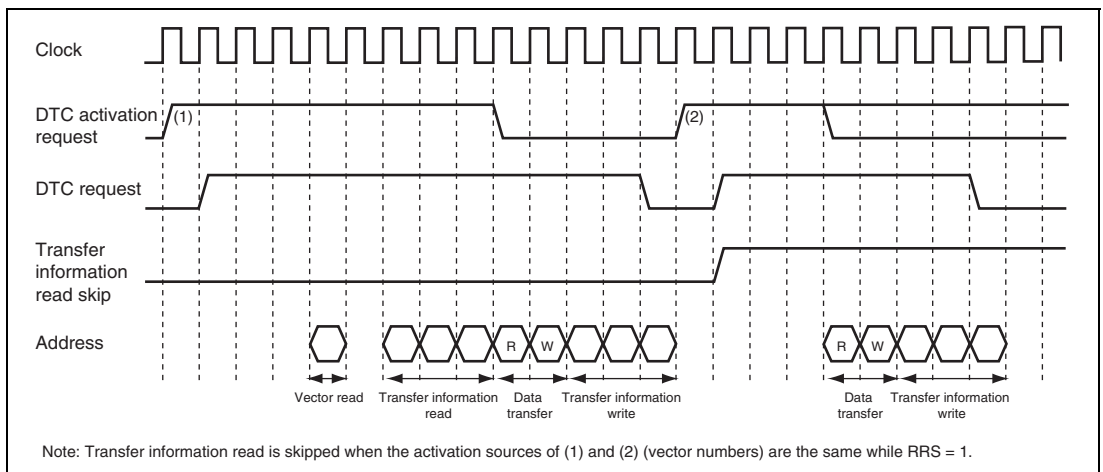 Clock
DTC activation
request
(1)
(2)
DTC request
Transfer
information
read skip
Address
R
W
R
W
Vector read
Transfer information
read
Data
transfer
Transfer information
write
Data
transfer
Transfer information
write
Note: Transfer information read is skipped when the activation sources of (1) and (2) (vector numbers) are the same while RRS = 1.